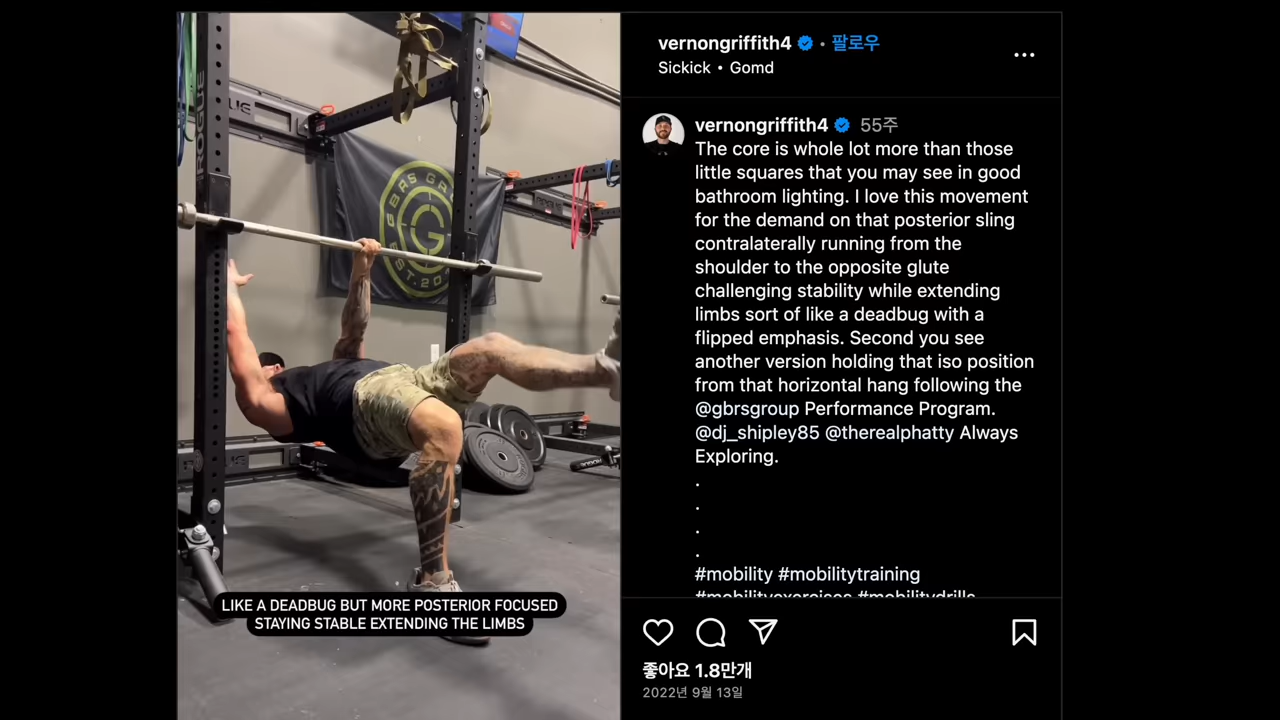 vernongriffith4 • 팔로우
Sickick • Gomd
vernongriffith4 55주
The core is whole lot more than those
little squares that you may see in good
bathroom lighting. I love this movement
for the demand on that posterior sling
contralaterally running from the
shoulder to the opposite glute
challenging stability while extending
limbs sort of like a deadbug with a
flipped emphasis. Second you see
another version holding that iso position
from that horizontal hang following the
@gbrsgroup Performance Program.
@dj_shipley85 @therealphatty Always
Exploring.
.
.
.
.
#mobility #mobilitytraining
#mobilityexercises #mobilitydrills
좋아요 1.8만개
2022년 9월 13일
ROGUE
GBRS GRO
EST.20
LIKE A DEADBUG BUT MORE POSTERIOR FOCUSED
STAYING STABLE EXTENDING THE LIMBS